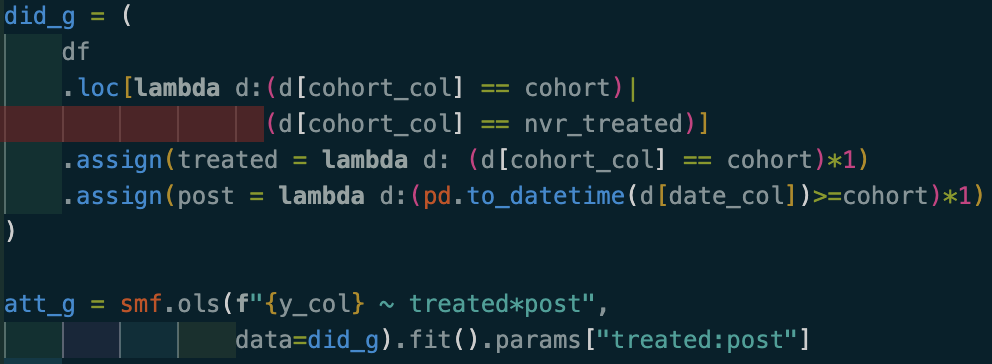 did_g = (
    df
    .loc[lambda d:(d[cohort_col] == cohort)|
                  (d[cohort_col] == nvr_treated)]
    .assign(treated = lambda d: (d[cohort_col] == cohort)*1)
    .assign(post = lambda d:(pd.to_datetime(d[date_col])>=cohort)*1)
)
att_g = smf.ols(f"{y_col} ~ treated*post",
                data=did_g).fit().params["treated:post"]